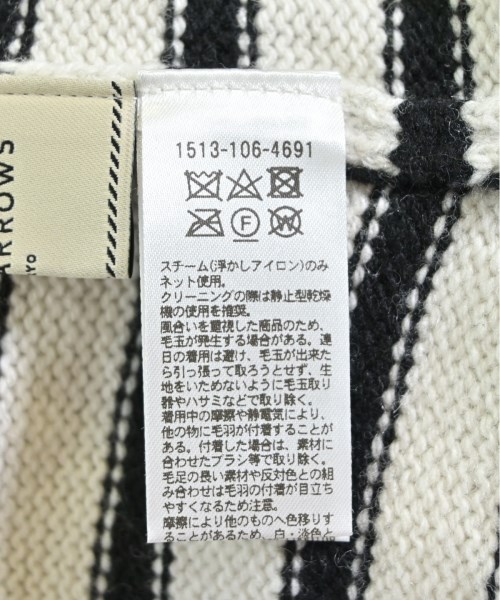 ARROWS
YO
1513-106-4691
F
W
スチーム(浮かしアイロン)のみ
ネット使用。
クリーニングの際は静止型乾燥
機の使用を推奨。
風合いを重視した商品のため、
毛玉が発生する場合がある。連
日の着用は避け、毛玉が出来た
ら引っ張って取ろうとせず、生
地をいためないように毛玉取り
器やハサミなどで取り除く。
着用中の摩擦や静電気により、
他の物に毛羽が付着することが
ある。付着した場合は、素材に
合わせたブラシ等で取り除く。
毛足の長い素材や反対色との組
み合わせは毛羽の付着が目立ち
やすくなるため注意。
摩擦により他のものへ色移りす
ることがあるため、白・淡色と